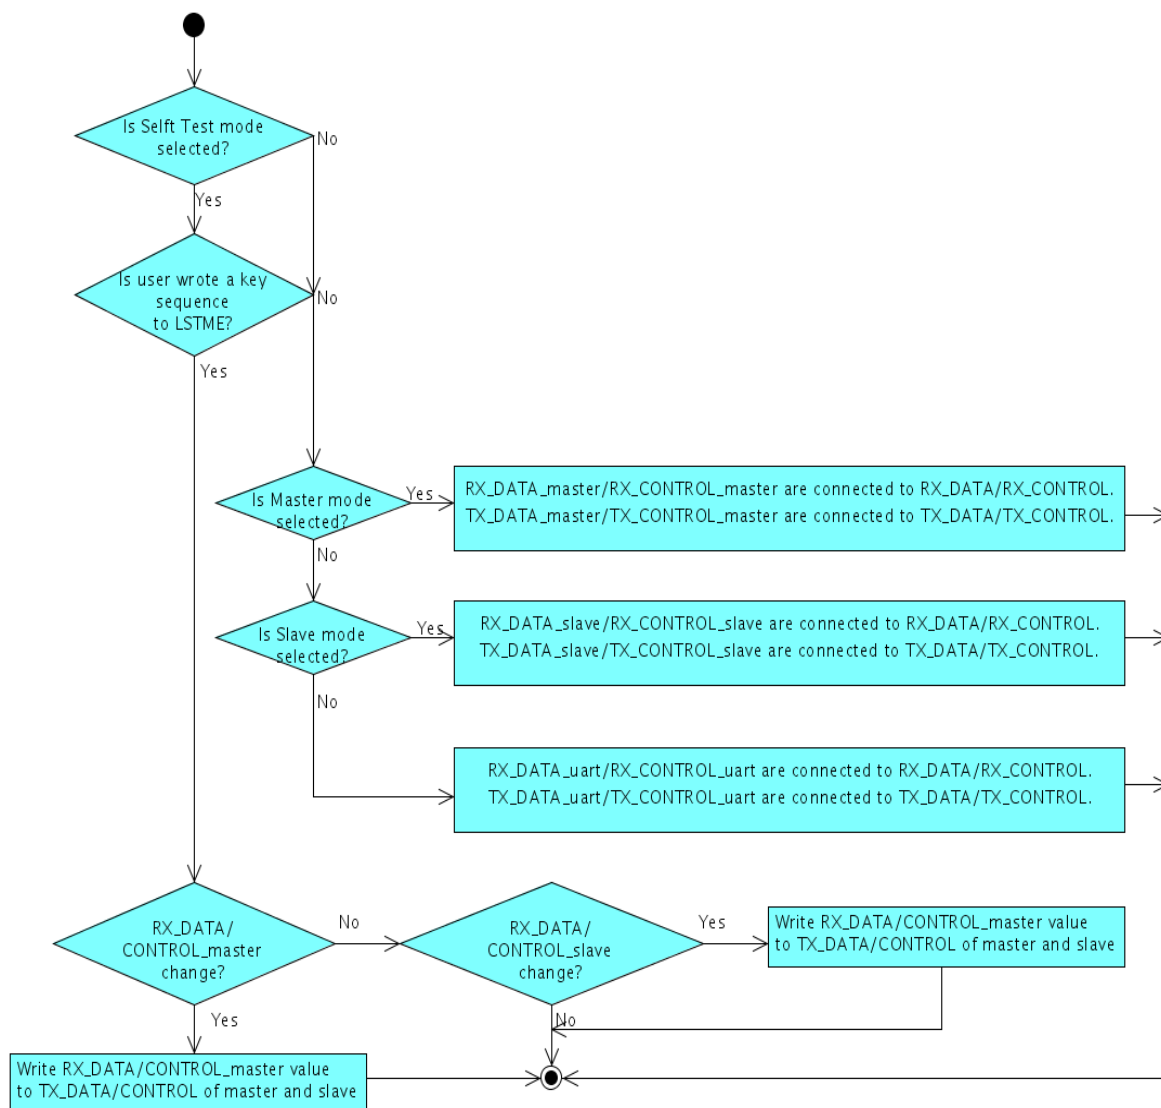 Is Selft Test mode
selected?
No
Yes
Is user wrote a key
sequence
to LSTME?
No
Yes
Is Master mode
selected?
Yes
RX_DATA_master/RX_CONTROL_master are connected to RX_DATA/RX_CONTROL.
TX_DATA_master/TX_CONTROL_master are connected to TX_DATA/TX_CONTROL.
No
Is Slave mode
selected?
Yes
RX_DATA_slave/RX_CONTROL_slave are connected to RX_DATA/RX_CONTROL.
TX_DATA_slave/TX_CONTROL_slave are connected to TX_DATA/TX_CONTROL.
No
RX_DATA_uart/RX_CONTROL_uart are connected to RX_DATA/RX_CONTROL.
TX_DATA_uart/TX_CONTROL_uart are connected to TX_DATA/TX_CONTROL.
RX_DATA/
CONTROL_master
change?
No
RX_DATA/
CONTROL_slave
change?
Yes
Write RX_DATA/CONTROL_master value
to TX_DATA/CONTROL of master and slave
Yes
No
Write RX_DATA/CONTROL_master value
to TX_DATA/CONTROL of master and slave